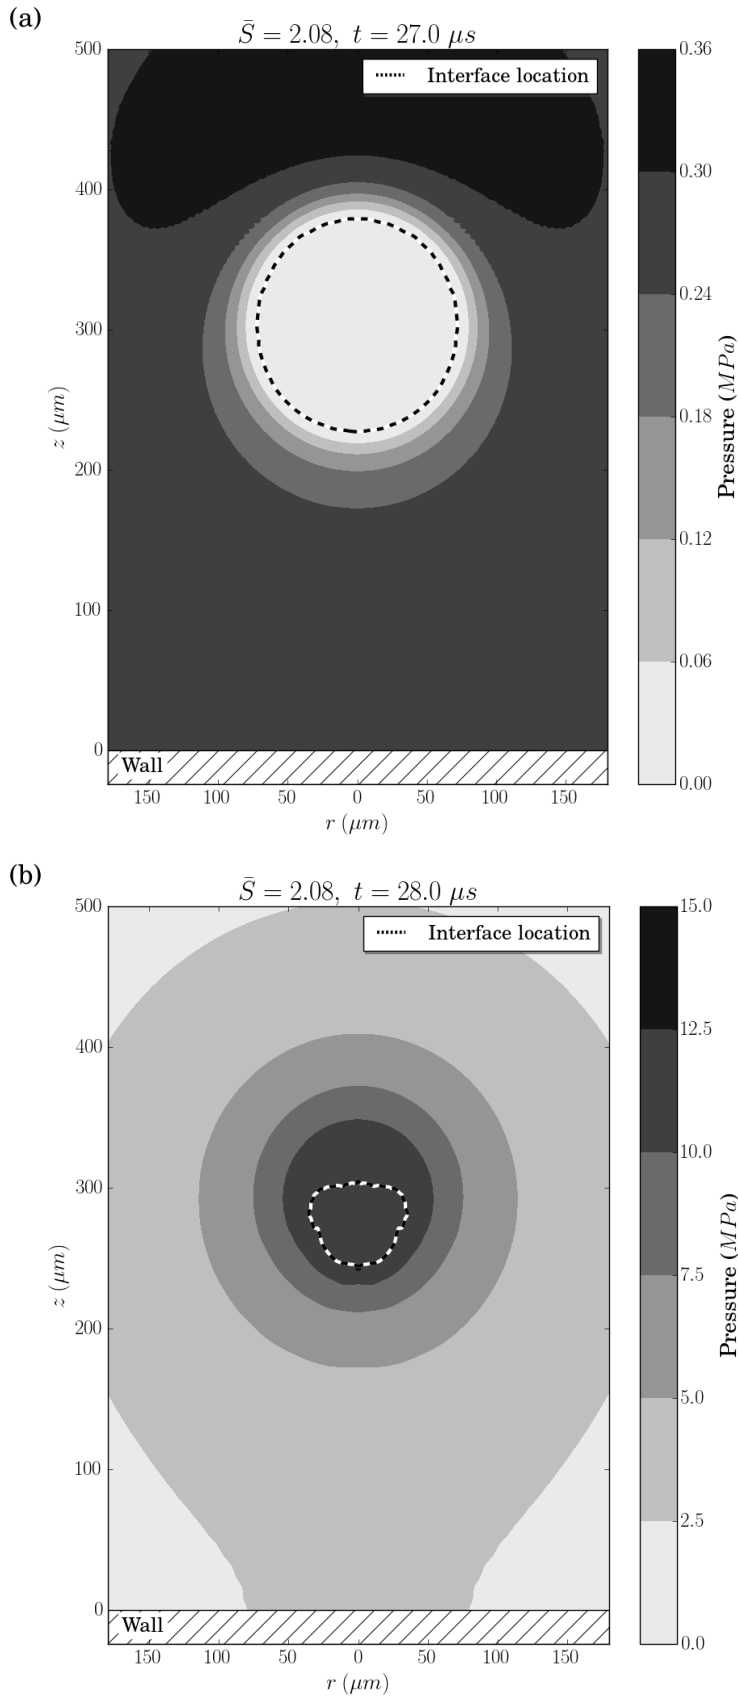 (a)
S̄ = 2.08, t = 27.0 μs
Interface location
500
400
300
200
100
0
z (μm)
Wall
150 100 50 0 50 100 150
r (μm)
0.36
0.30
0.24
0.18
0.12
0.06
0.00
Pressure (MPa)
(b)
S̄ = 2.08, t = 28.0 μs
Interface location
500
400
300
200
100
0
z (μm)
Wall
150 100 50 0 50 100 150
r (μm)
15.0
12.5
10.0
7.5
5.0
2.5
0.0
Pressure (MPa)